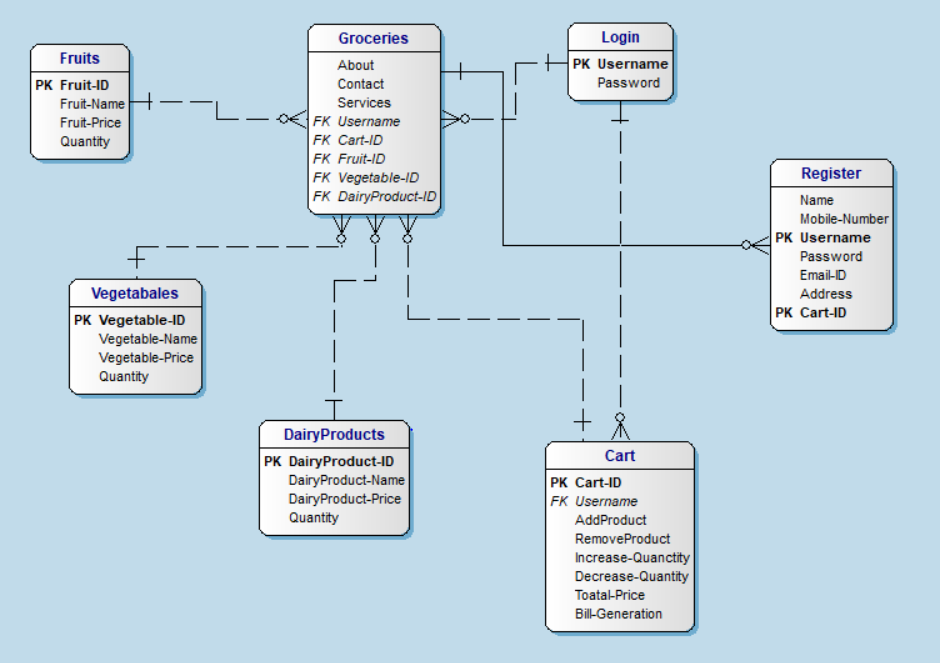 Fruits
PK Fruit-ID
Fruit-Name
Fruit-Price
Quantity
Groceries
About
Contact
Services
FK Username
FK Cart-ID
FK Fruit-ID
FK Vegetable-ID
FK DairyProduct-ID
Login
PK Username
Password
Register
Name
Mobile-Number
PK Username
Password
Email-ID
Address
PK Cart-ID
Vegetabales
PK Vegetable-ID
Vegetable-Name
Vegetable-Price
Quantity
DairyProducts
PK DairyProduct-ID
DairyProduct-Name
DairyProduct-Price
Quantity
Cart
PK Cart-ID
FK Username
AddProduct
RemoveProduct
Increase-Quanctity
Decrease-Quantity
Toatal-Price
Bill-Generation